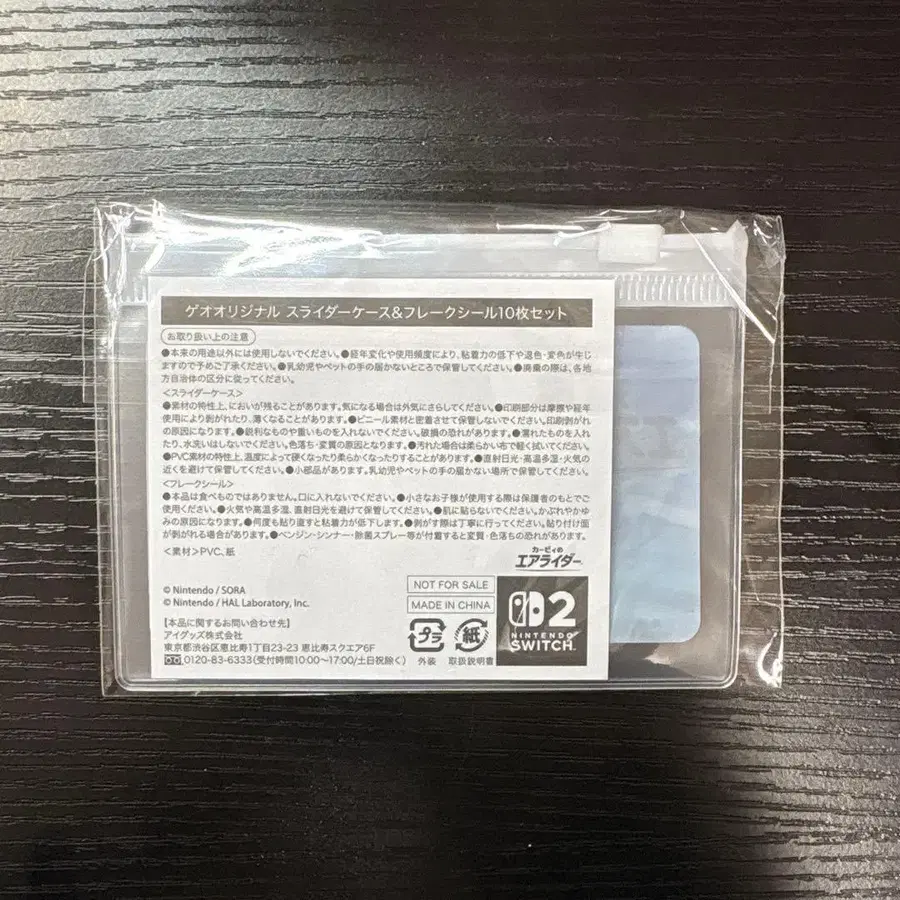 ゲオオリジナル スライダーケース&フレークシール10枚セット
お取り扱い上の注意
●本来の用途以外には使用しないでください。●経年変化や使用頻度により、粘着力の低下や退色・変色が生じ
ますので予めご了承ください。●乳幼児やペットの手の届かないところで保管してください。●廃棄の際は、各地
方自治体の区分に従ってください。
<スライダーケース>
●素材の特性上、においが残ることがあります。気になる場合は外気にさらしてください。●印刷部分は摩擦や経年
使用により剥がれたり、薄くなることがあります。●ビニール素材と密着させて保管しないでください。印刷剥がれ
の原因になります。●鋭利なものや重いものを入れないでください。破損の恐れがあります。●濡れたものを入れ
たり、水洗いはしないでください。色落ち・変質の原因となります。●汚れた場合は柔らかい布で軽く拭いてください。
●PVC素材の特性上、温度によって硬くなったり柔らかくなったりすることがあります。●直射日光・高温多湿・火気の
近くを避けて保管してください。●小部品があります。乳幼児やペットの手の届かない場所で保管してください。
<フレークシール>
●本品は食べものではありません。口に入れないでください。●小さなお子様が使用する際は保護者のもとでご
使用ください。●火気や高温多湿、直射日光を避けて保管してください。●肌に貼らないでください。かぶれやかゆ
みの原因になります。●何度も貼り直すと粘着力が低下します。●剥がす際は丁寧に行ってください。貼り付け面
が剥がれる場合があります。●ベンジン・シンナー・除菌スプレー等が付着すると変質・色落ちの恐れがあります。
<素材>PVC、紙
カービィの
エアライダー
© Nintendo / SORA
© Nintendo / HAL Laboratory, Inc.
NOT FOR SALE
MADE IN CHINA
2
NINTENDO
SWITCH
【本品に関するお問い合わせ先】
アイグッズ株式会社
東京都渋谷区恵比寿1丁目23-23 恵比寿スクエア6F
0120-83-6333(受付時間10:00~17:00/土日祝除く)
プラ
外装
紙
取扱説明書